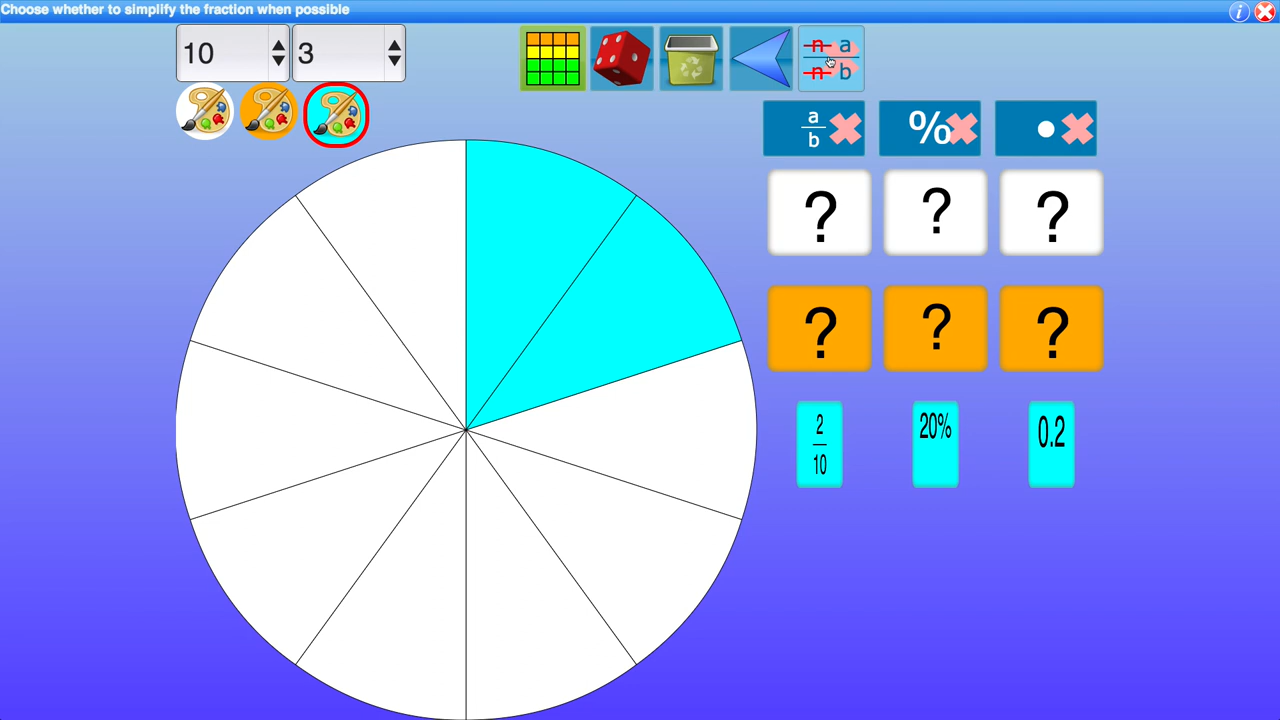 Choose whether to simplify the fraction when possible
i
10 3
n a
n b
a
b
%
? ? ?
? ? ?
2
10
20%
0.2